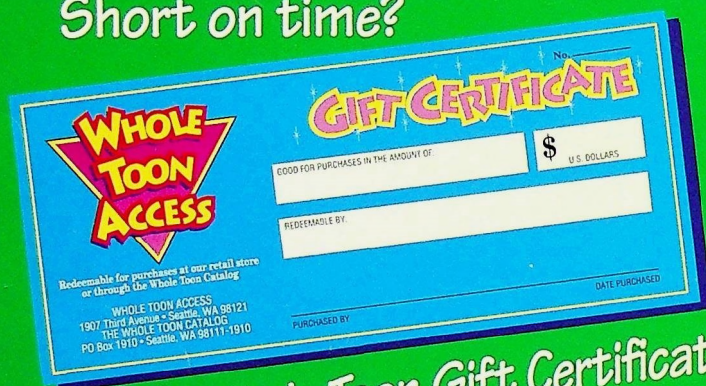 Short on time?
No.
GIFT CERTIFICATE
WHOLE
TOON
ACCESS
GOOD FOR PURCHASES IN THE AMOUNT OF:
$
U.S. DOLLARS
REDEEMABLE BY:
Redeemable for purchases at our retail store
or through the Whole Toon Catalog
WHOLE TOON ACCESS
1907 Third Avenue • Seattle, WA 98121
THE WHOLE TOON CATALOG
PO Box 1910 • Seattle, WA 98111-1910
PURCHASED BY
DATE PURCHASED
Toon Gift Certificat